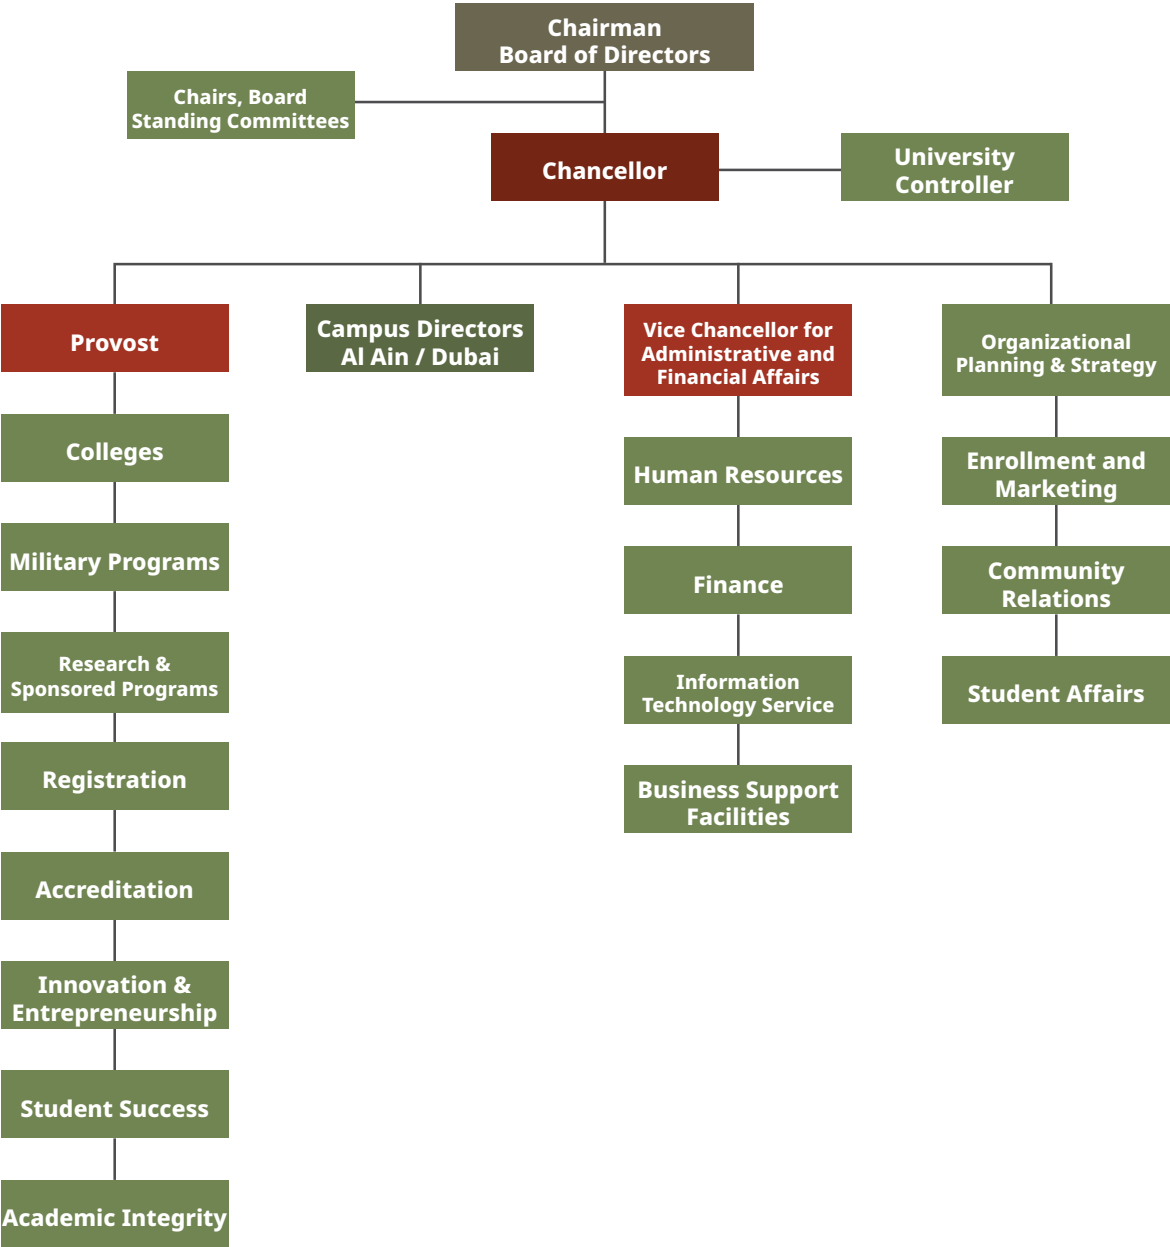 Chairman
Board of Directors
Chairs, Board
Standing Committees
Chancellor
University
Controller
Provost
Campus Directors
Al Ain / Dubai
Vice Chancellor for
Administrative and
Financial Affairs
Organizational
Planning & Strategy
Colleges
Military Programs
Research &
Sponsored Programs
Registration
Accreditation
Innovation &
Entrepreneurship
Student Success
Academic Integrity
Human Resources
Finance
Information
Technology Service
Business Support
Facilities
Enrollment and
Marketing
Community
Relations
Student Affairs